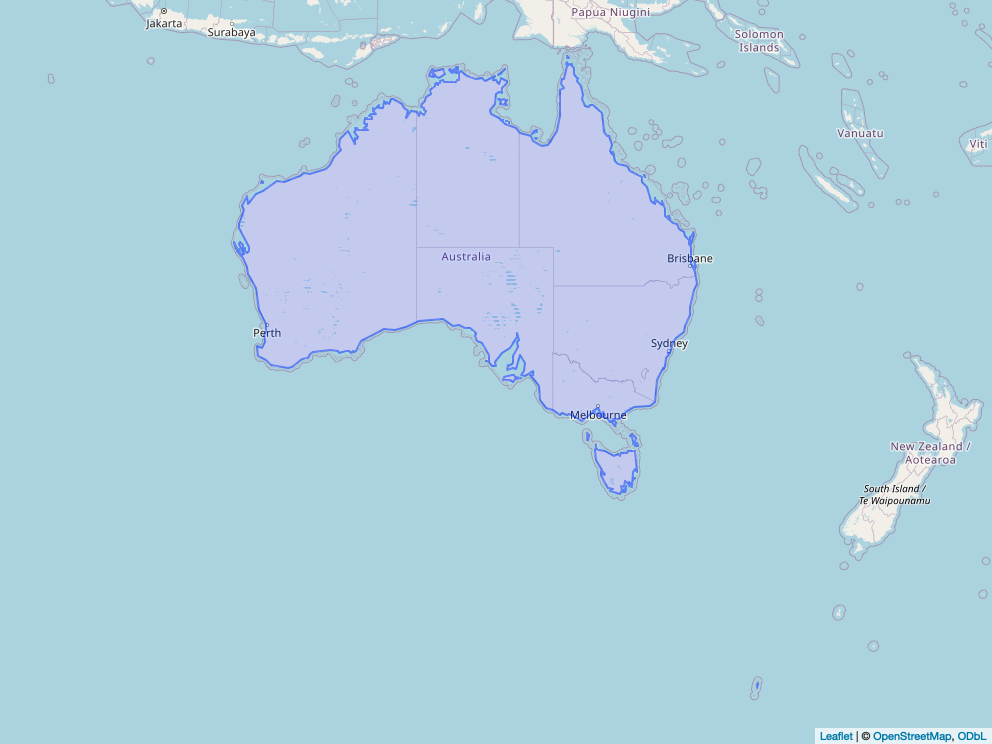 Jakarta
Surabaya
Papua Niugini
Solomon
Islands
Vanuatu
Viti
Australia
Brisbane
Perth
Sydney
Melbourne
New Zealand /
Aotearoa
South Island /
Te Waipounamu
Leaflet | © OpenStreetMap, ODbL